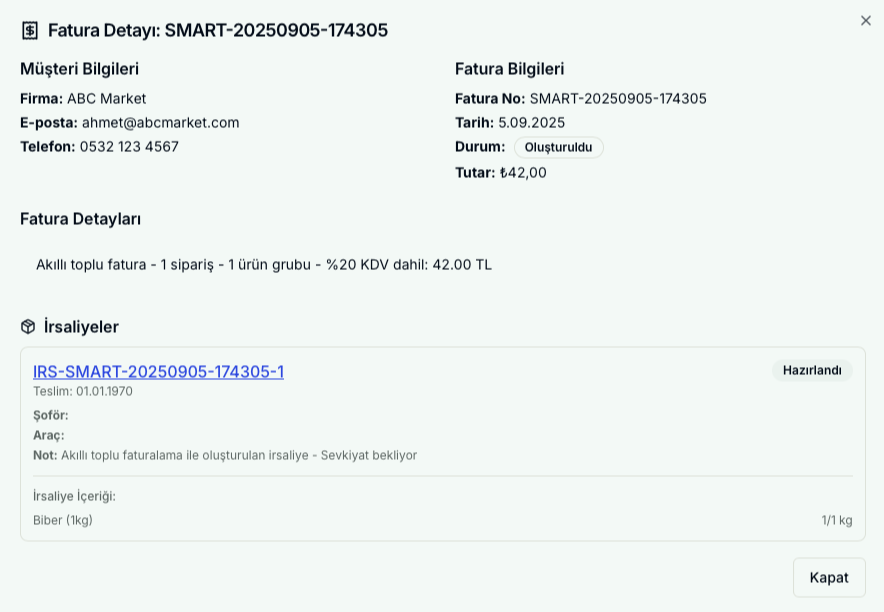 Fatura Detayı: SMART-20250905-174305
Müşteri Bilgileri
Firma: ABC Market
E-posta: ahmet@abcmarket.com
Telefon: 0532 123 4567
Fatura Bilgileri
Fatura No: SMART-20250905-174305
Tarih: 5.09.2025
Durum: Oluşturuldu
Tutar: ₺42,00
Fatura Detayları
Akıllı toplu fatura - 1 sipariş - 1 ürün grubu - %20 KDV dahil: 42.00 TL
İrsaliyeler
IRS-SMART-20250905-174305-1
Hazırlandı
Teslim: 01.01.1970
Şoför:
Araç:
Not: Akıllı toplu faturalama ile oluşturulan irsaliye - Sevkiyat bekliyor
İrsaliye İçeriği:
Biber (1kg) 1/1 kg
Kapat